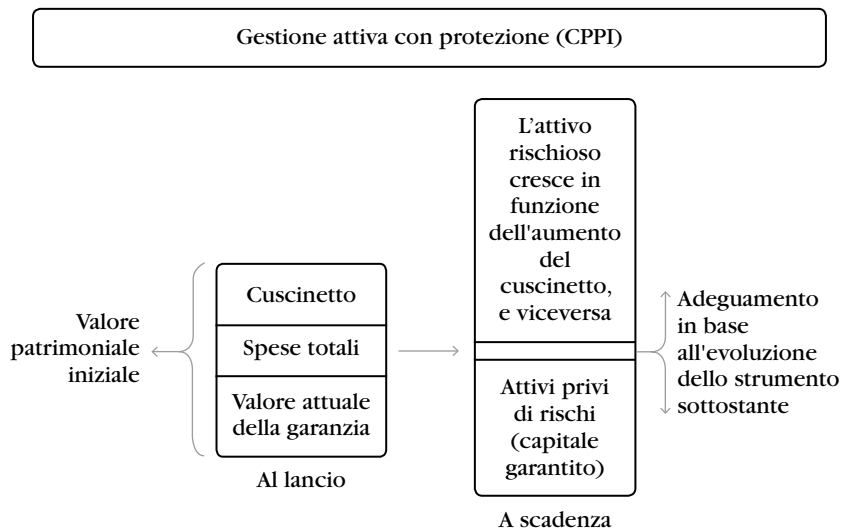 Gestione attiva con protezione (CPPI)
L'attivo
rischioso
cresce in
funzione
dell'aumento
del
cuscinetto,
e viceversa
Cuscinetto
Spese totali
Valore attuale
della garanzia
Valore
patrimoniale
iniziale
Al lancio
Attivi privi
di rischi
(capitale
garantito)
A scadenza
Adeguamento
in base
all'evoluzione
dello strumento
sottostante